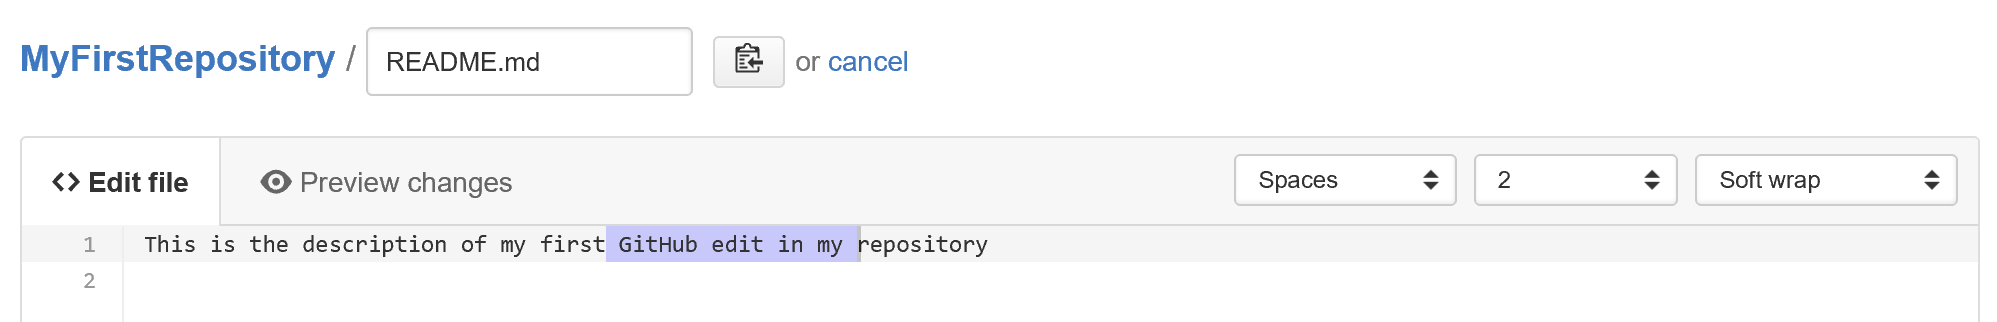 MyFirstRepository / README.md or cancel
<> Edit file Preview changes Spaces 2 Soft wrap
1 This is the description of my first GitHub edit in my repository
2